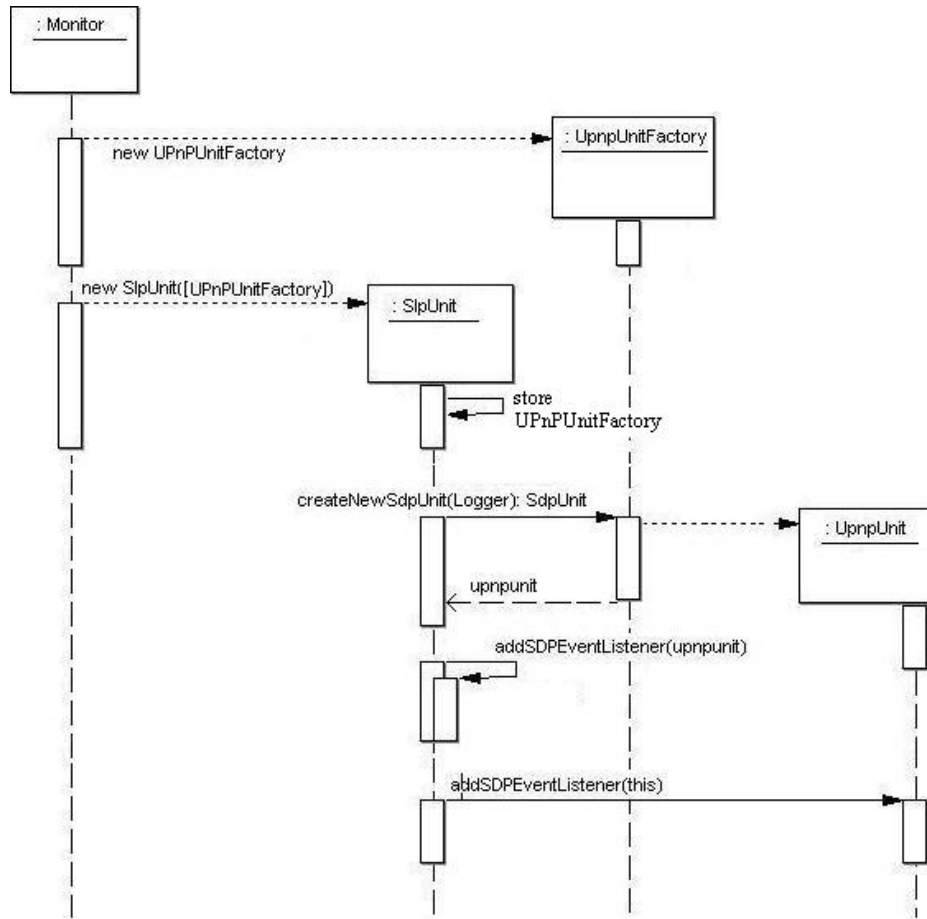 : Monitor
: UpnpUnitFactory
new UPnPUnitFactory
new SlpUnit([UPnPUnitFactory])
: SlpUnit
store
UPnPUnitFactory
createNewSdpUnit(Logger): SdpUnit
: UpnpUnit
upnpunit
addSDPEventListener(upnpunit)
addSDPEventListener(this)